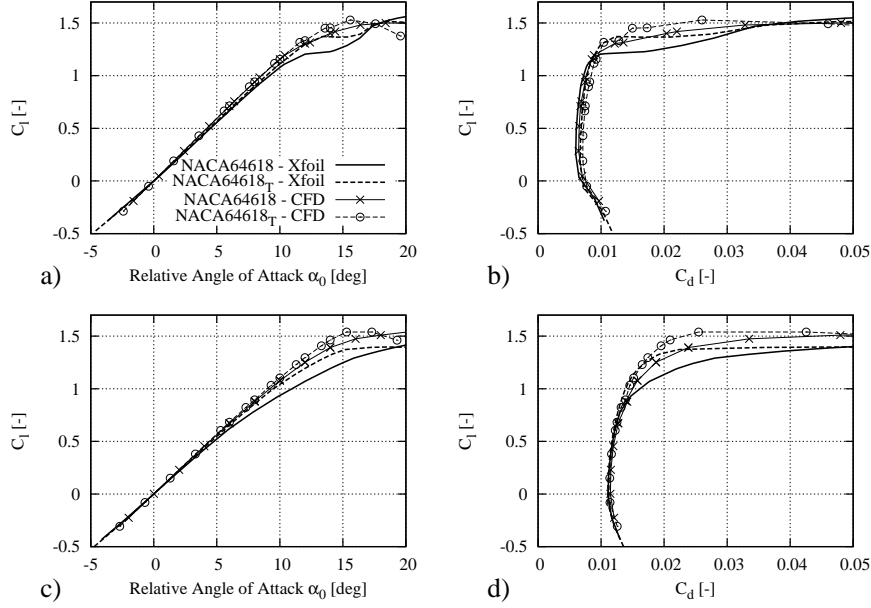 1.5
1
0.5
0
-0.5
C_l [-]
NACA64618 - Xfoil
NACA64618_T - Xfoil
NACA64618 - CFD
NACA64618_T - CFD
-5 0 5 10 15 20
a) Relative Angle of Attack α_0 [deg]
1.5
1
0.5
0
-0.5
C_l [-]
0 0.01 0.02 0.03 0.04 0.05
b) C_d [-]
1.5
1
0.5
0
-0.5
C_l [-]
-5 0 5 10 15 20
c) Relative Angle of Attack α_0 [deg]
1.5
1
0.5
0
-0.5
C_l [-]
0 0.01 0.02 0.03 0.04 0.05
d) C_d [-]